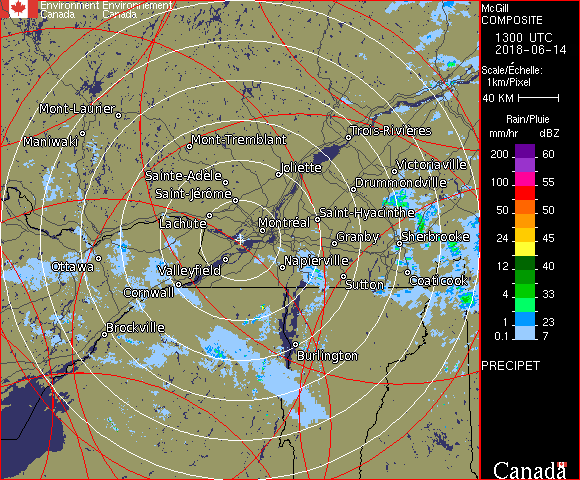 Environment Environnement
Canada Canada
McGill
COMPOSITE
1300 UTC
2018-06-14
Scale/Échelle:
1km/Pixel
40 KM
Rain/Pluie
mm/hr dBZ
200 60
55
100 55
50 50
24 45
12 40
4 33
1 23
0.1 7
PRECIPET
Canada
Mont-Laurier
Maniwaki
Mont-Tremblant
Trois-Rivières
Sainte-Adèle
Joliette
Victoriaville
Saint-Jérôme
Drummondville
Lachute
Montréal
Saint-Hyacinthe
Granby
Sherbrooke
Ottawa
Valleyfield
Napierville
Cornwall
Sutton
Coaticook
Brockville
Burlington